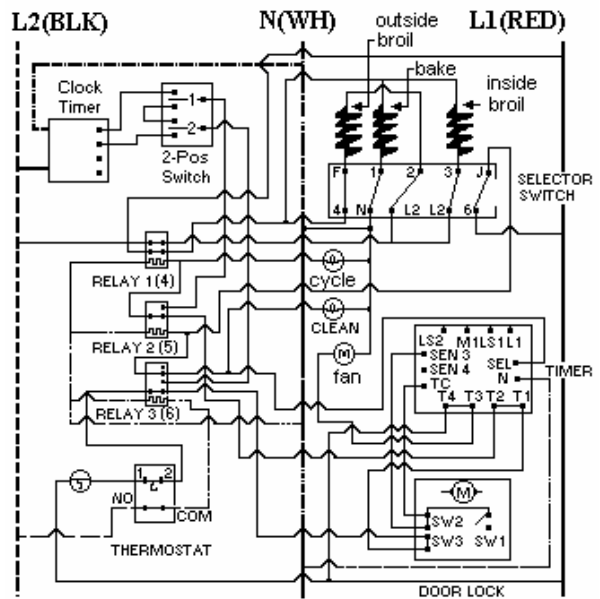 L2(BLK) N(WH) L1(RED)
outside
broil
bake
inside
broil
Clock
Timer
1
2
2-Pos
Switch
F 1 2 3 J
4 N L2 L2 6
SELECTOR
SWITCH
RELAY 1(4)
cycle
CLEAN
RELAY 2 (5)
fan
M
RELAY 3 (6)
LS2 M1 LS1 L1
SEN 3
SEN 4
TC
SEL
N
T4 T3 T2 T1
TIMER
1 2
NO
COM
THERMOSTAT
M
SW2
SW3 SW1
DOOR LOCK